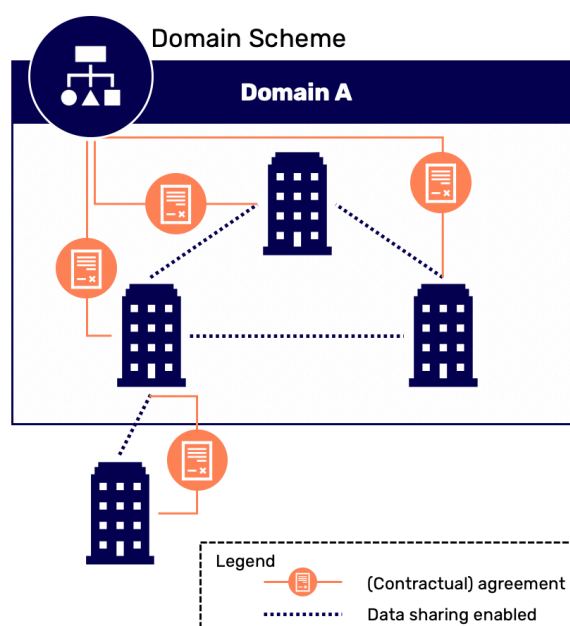 Domain Scheme
Domain A
Legend
(Contractual) agreement
Data sharing enabled